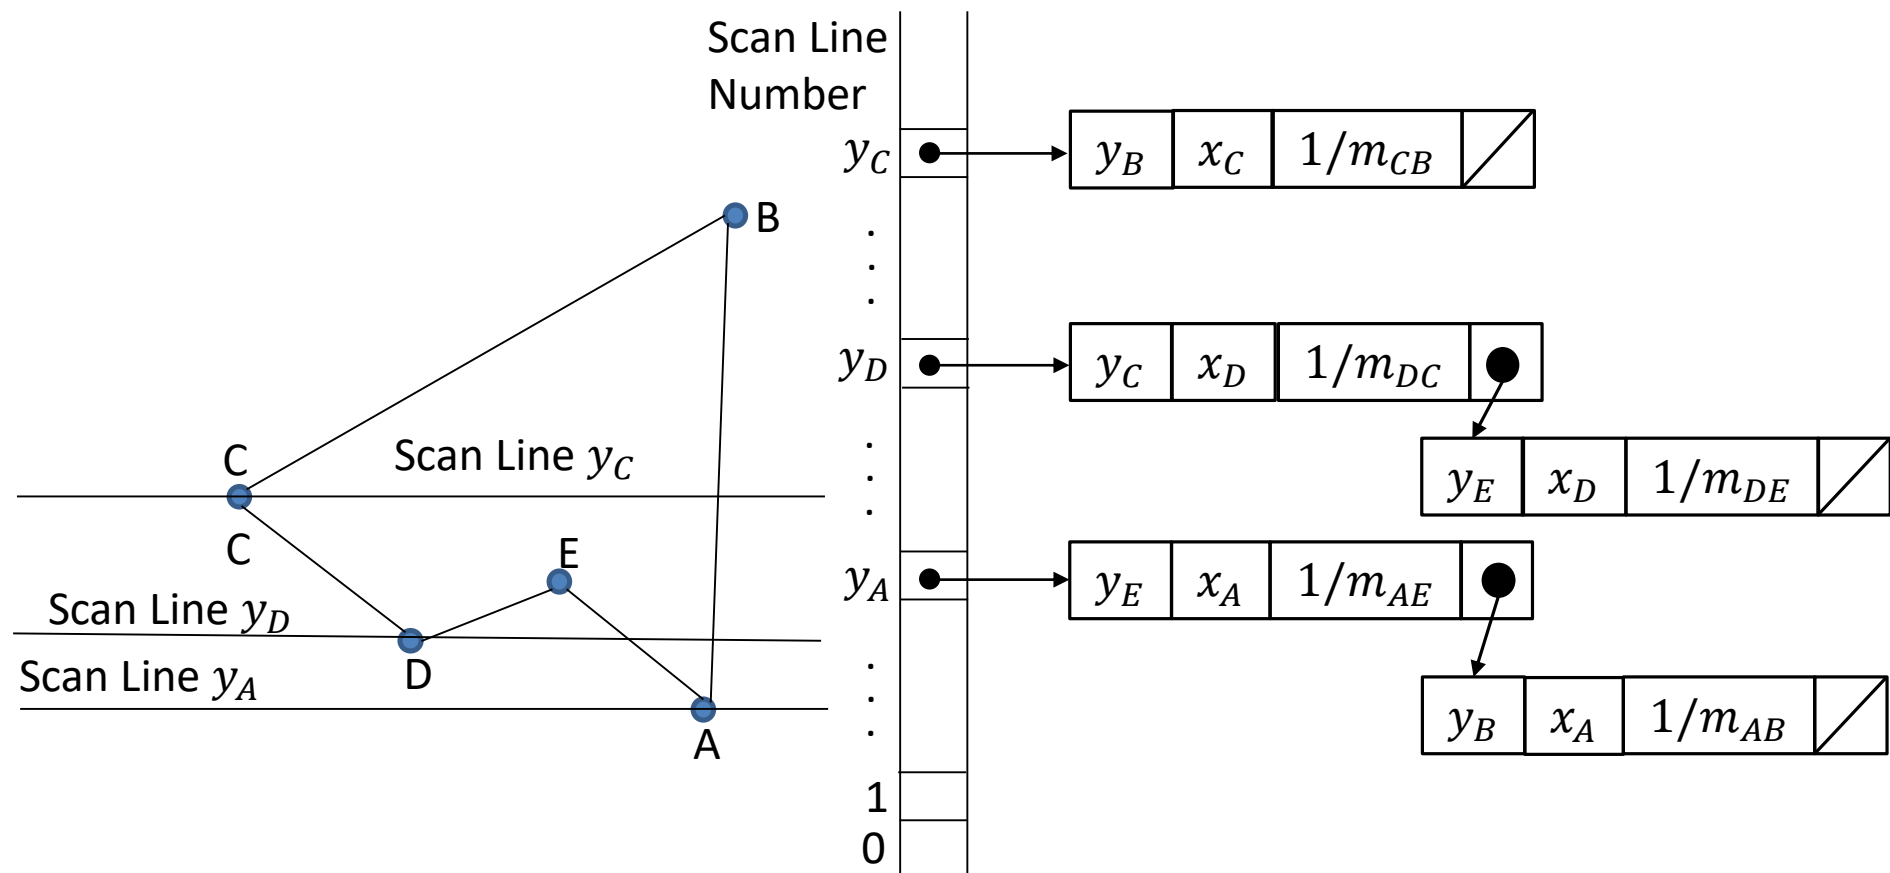 Scan Line
Number
y_C
y_B x_C 1/m_CB
B
y_D
y_C x_D 1/m_DC
C
Scan Line y_C
y_E x_D 1/m_DE
C
E
y_A
y_E x_A 1/m_AE
Scan Line y_D
Scan Line y_A
D
A
y_B x_A 1/m_AB
1
0